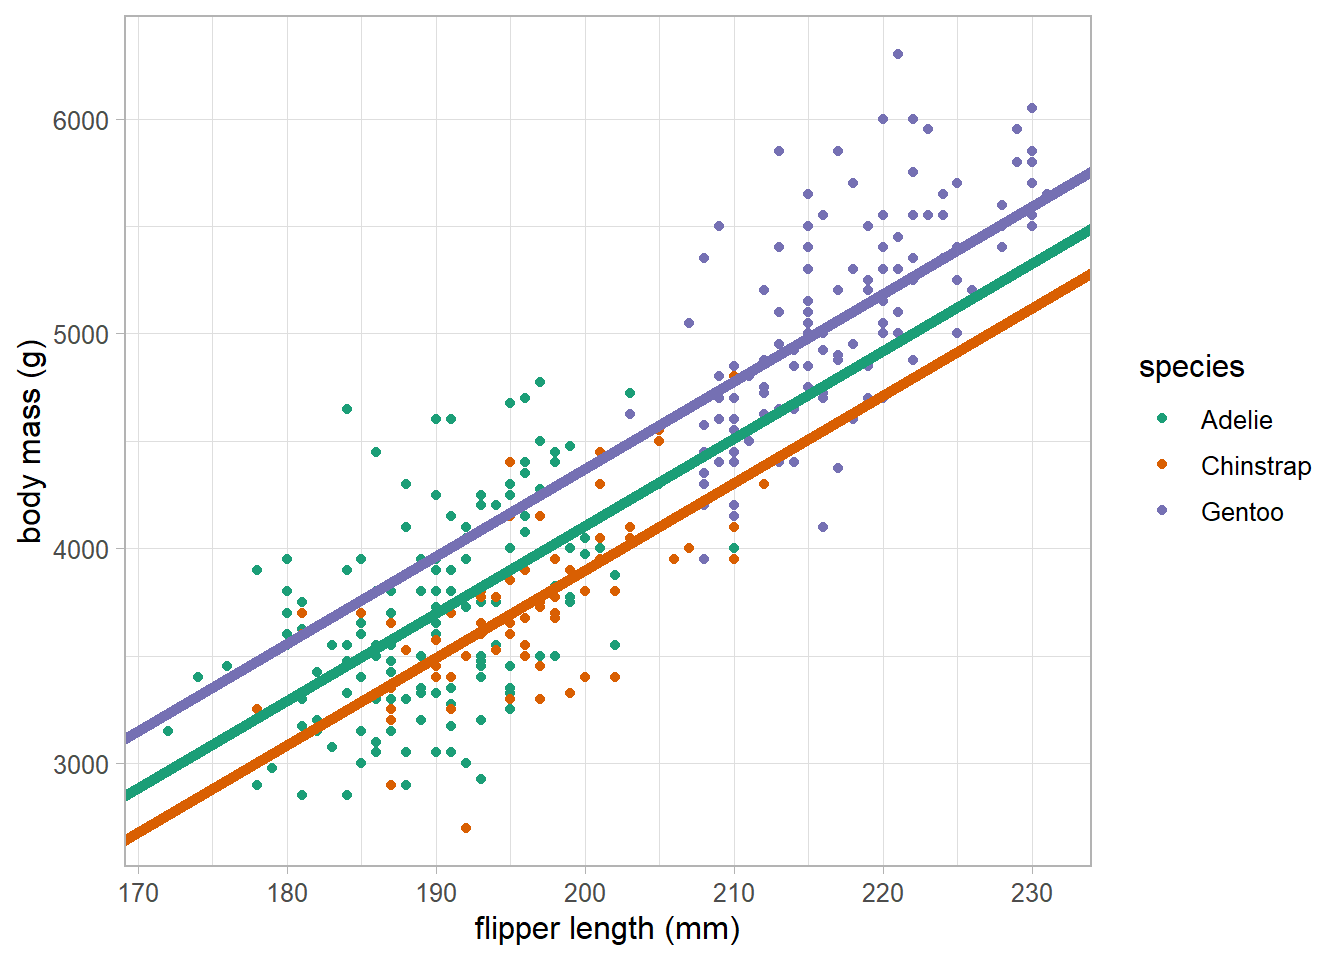 6000
5000
4000
3000
body mass (g)
170 180 190 200 210 220 230
flipper length (mm)
species
Adelie
Chinstrap
Gentoo